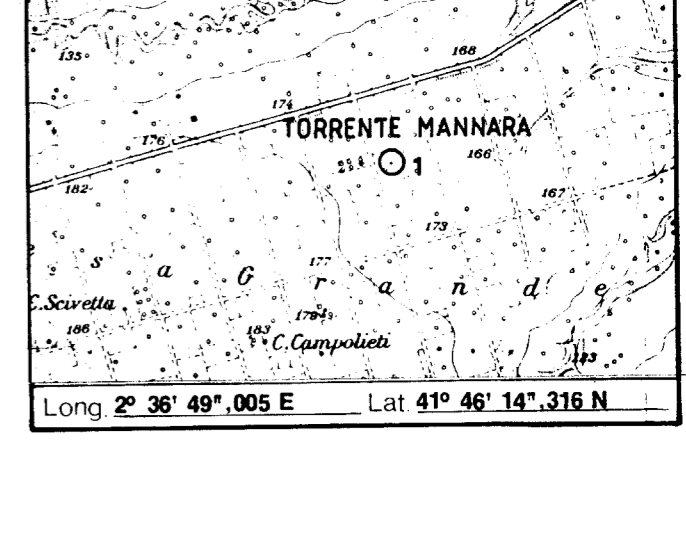 135
168
174
TORRENTE MANNARA
176
1
166
182
167
173
s a G r a n d e
177
C. Scivetta
178
186
183
C. Campolieti
Long. 2° 36' 49",005 E Lat. 41° 46' 14",316 N